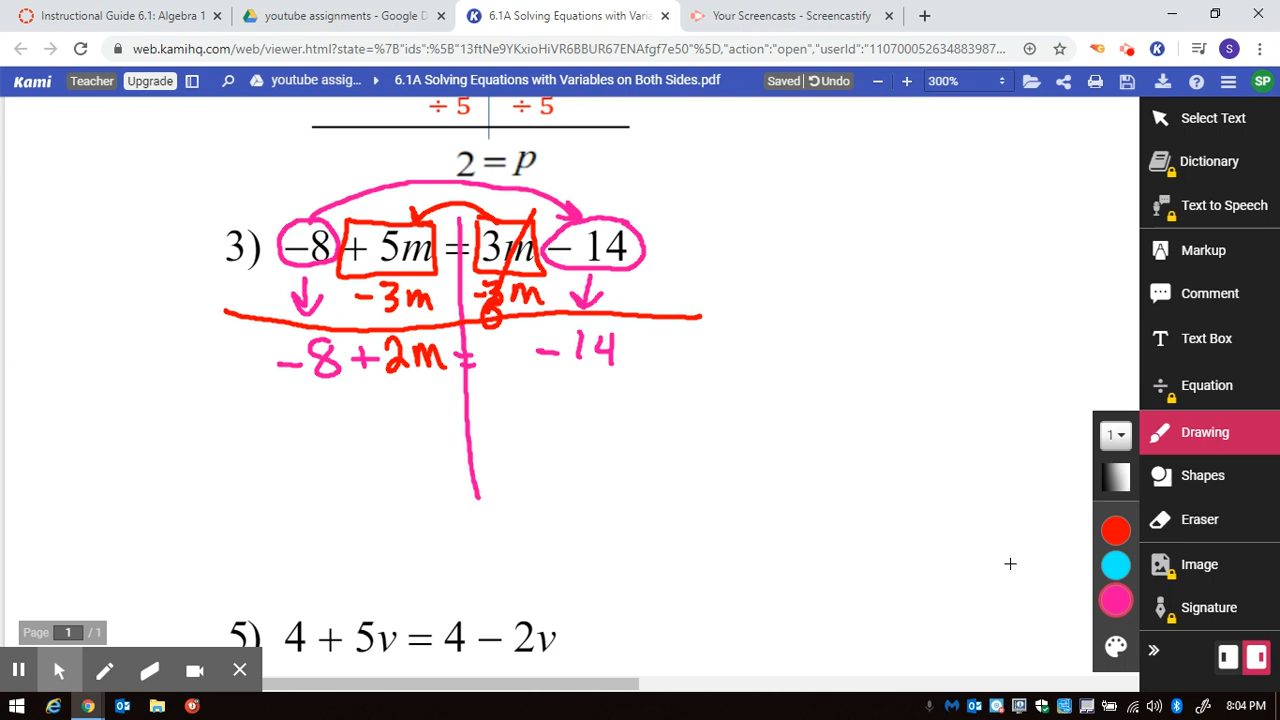 Instructional Guide 6.1: Algebra 1
youtube assignments - Google D
6.1A Solving Equations with Varia
Your Screencasts - Screencastify
web.kamihq.com/web/viewer.html?state=%7B"ids"%3A%5B"13ftNe9YKxioHiVR6BBUR67ENAfgf7e50"%5D,"action":"open","userId":"110700052634883987...
S
Kami Teacher Upgrade youtube assig... 6.1A Solving Equations with Variables on Both Sides.pdf Saved Undo 300% SP
÷ 5 ÷ 5
2 = p
3) −8 + 5m = 3m − 14
-3m -3m
-8 + 2m = -14
5) 4 + 5v = 4 − 2v
Select Text
Dictionary
Text to Speech
Markup
Comment
Text Box
Equation
1
Drawing
Shapes
Eraser
Image
Signature
Page 1 / 1
8:04 PM